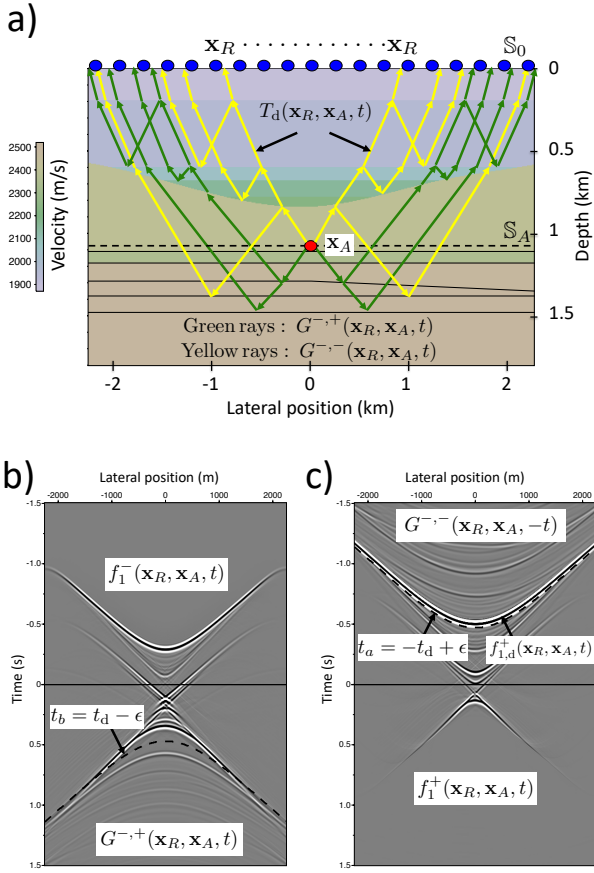 a)
𝐱_R · · · · · · · · · · · 𝐱_R
𝕊_0
T_d(𝐱_R, 𝐱_A, t)
0
0.5
1
1.5
Depth (km)
2500
2400
2300
2200
2100
2000
1900
Velocity (m/s)
𝕊_A
𝐱_A
Green rays : G^{−,+}(𝐱_R, 𝐱_A, t)
Yellow rays : G^{−,−}(𝐱_R, 𝐱_A, t)
-2 -1 0 1 2
Lateral position (km)
b)
Lateral position (m)
-2000 -1000 0 1000 2000
-1.5
-1.0
-0.5
0
0.5
1.0
1.5
Time (s)
f_1^−(𝐱_R, 𝐱_A, t)
t_b = t_d − ϵ
G^{−,+}(𝐱_R, 𝐱_A, t)
c)
Lateral position (m)
-2000 -1000 0 1000 2000
-1.5
-1.0
-0.5
0
0.5
1.0
1.5
Time (s)
G^{−,−}(𝐱_R, 𝐱_A, −t)
t_a = −t_d + ϵ
f_{1,d}^+(𝐱_R, 𝐱_A, t)
f_1^+(𝐱_R, 𝐱_A, t)